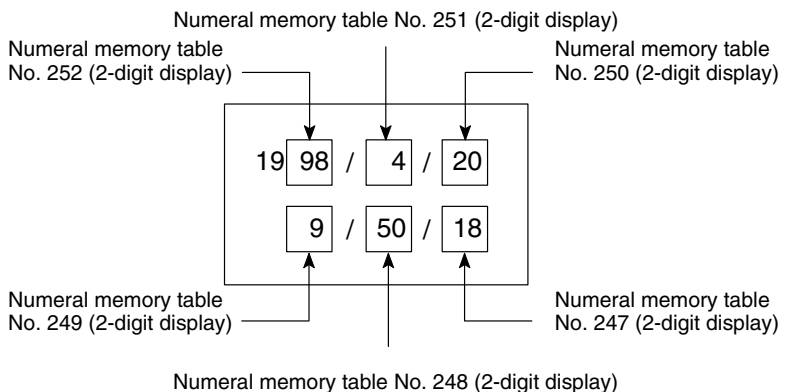 Numeral memory table No. 251 (2-digit display)
Numeral memory table
No. 252 (2-digit display)
Numeral memory table
No. 250 (2-digit display)
19 98 / 4 / 20
9 / 50 / 18
Numeral memory table
No. 249 (2-digit display)
Numeral memory table
No. 247 (2-digit display)
Numeral memory table No. 248 (2-digit display)